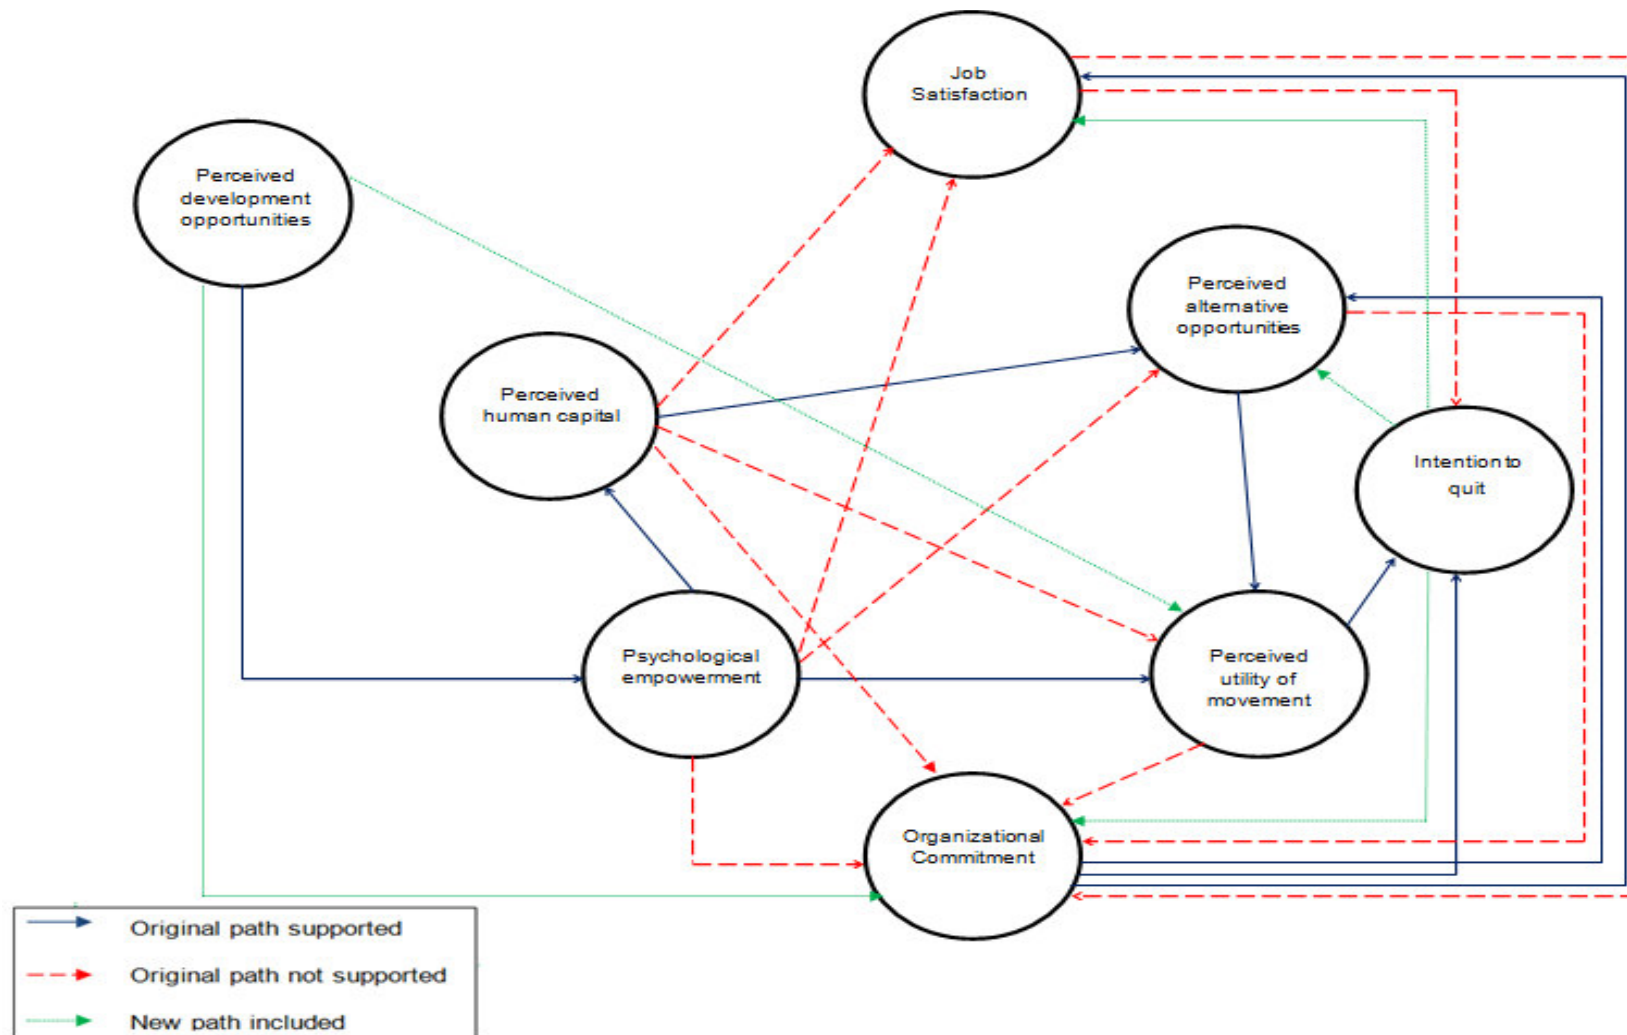 Job
Satisfaction
Perceived
development
opportunities
Perceived
alternative
opportunities
Perceived
human capital
Intention to
quit
Psychological
empowerment
Perceived
utility of
movement
Organizational
Commitment
Original path supported
Original path not supported
New path included